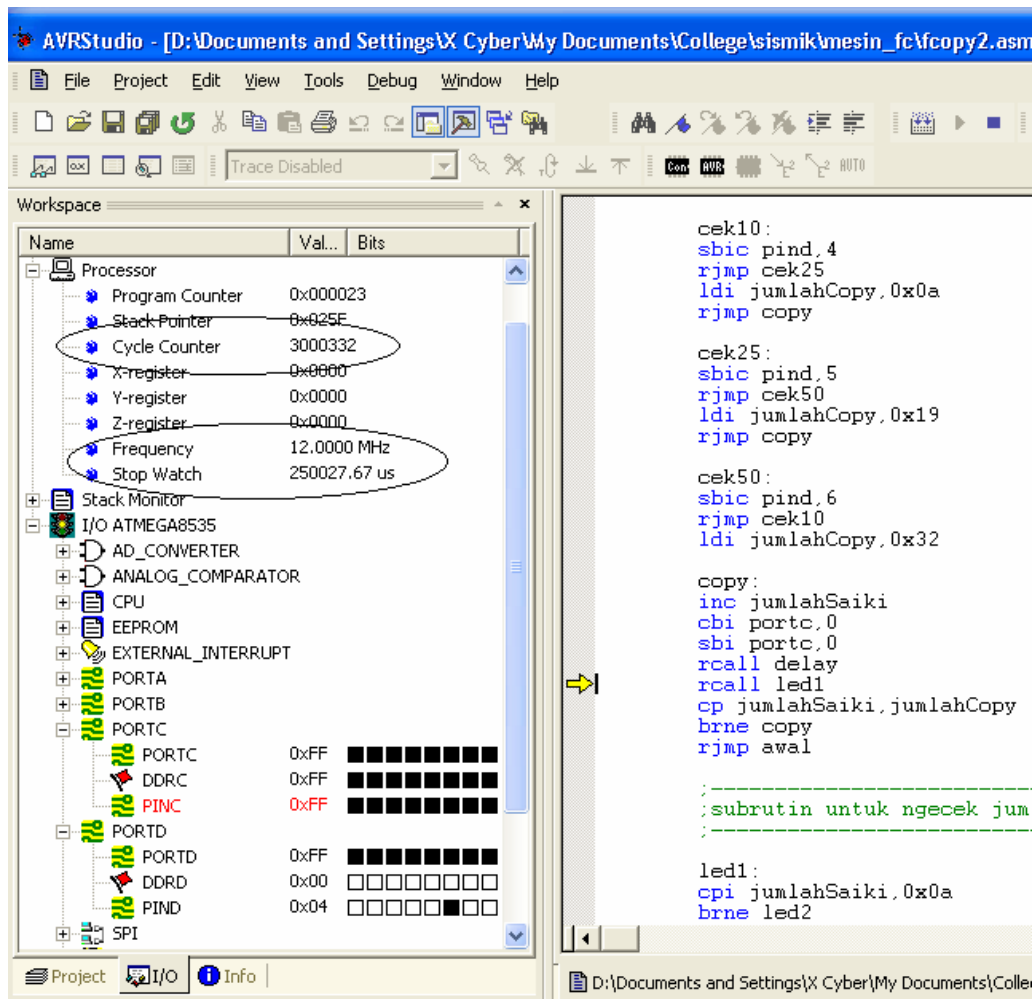 AVRStudio - [D:\Documents and Settings\X Cyber\My Documents\College\sismik\mesin_fc\fcopy2.asm
File Project Edit View Tools Debug Window Help
Trace Disabled
Con AVR AUTO
Workspace
Name Val... Bits
Processor
Program Counter 0x000023
Stack Pointer 0x025F
Cycle Counter 3000332
X-register 0x0000
Y-register 0x0000
Z-register 0x0000
Frequency 12.0000 MHz
Stop Watch 250027.67 us
Stack Monitor
I/O ATMEGA8535
AD_CONVERTER
ANALOG_COMPARATOR
CPU
EEPROM
EXTERNAL_INTERRUPT
PORTA
PORTB
PORTC
PORTC 0xFF
DDRC 0xFF
PINC 0xFF
PORTD
PORTD 0xFF
DDRD 0x00
PIND 0x04
SPI
Project I/O Info
cek10:
sbic pind,4
rjmp cek25
ldi jumlahCopy,0x0a
rjmp copy
cek25:
sbic pind,5
rjmp cek50
ldi jumlahCopy,0x19
rjmp copy
cek50:
sbic pind,6
rjmp cek10
ldi jumlahCopy,0x32
copy:
inc jumlahSaiki
cbi portc,0
sbi portc,0
rcall delay
rcall led1
cp jumlahSaiki,jumlahCopy
brne copy
rjmp awal
;-------------------------
;subrutin untuk ngecek jum
;-------------------------
led1:
cpi jumlahSaiki,0x0a
brne led2
D:\Documents and Settings\X Cyber\My Documents\Colle